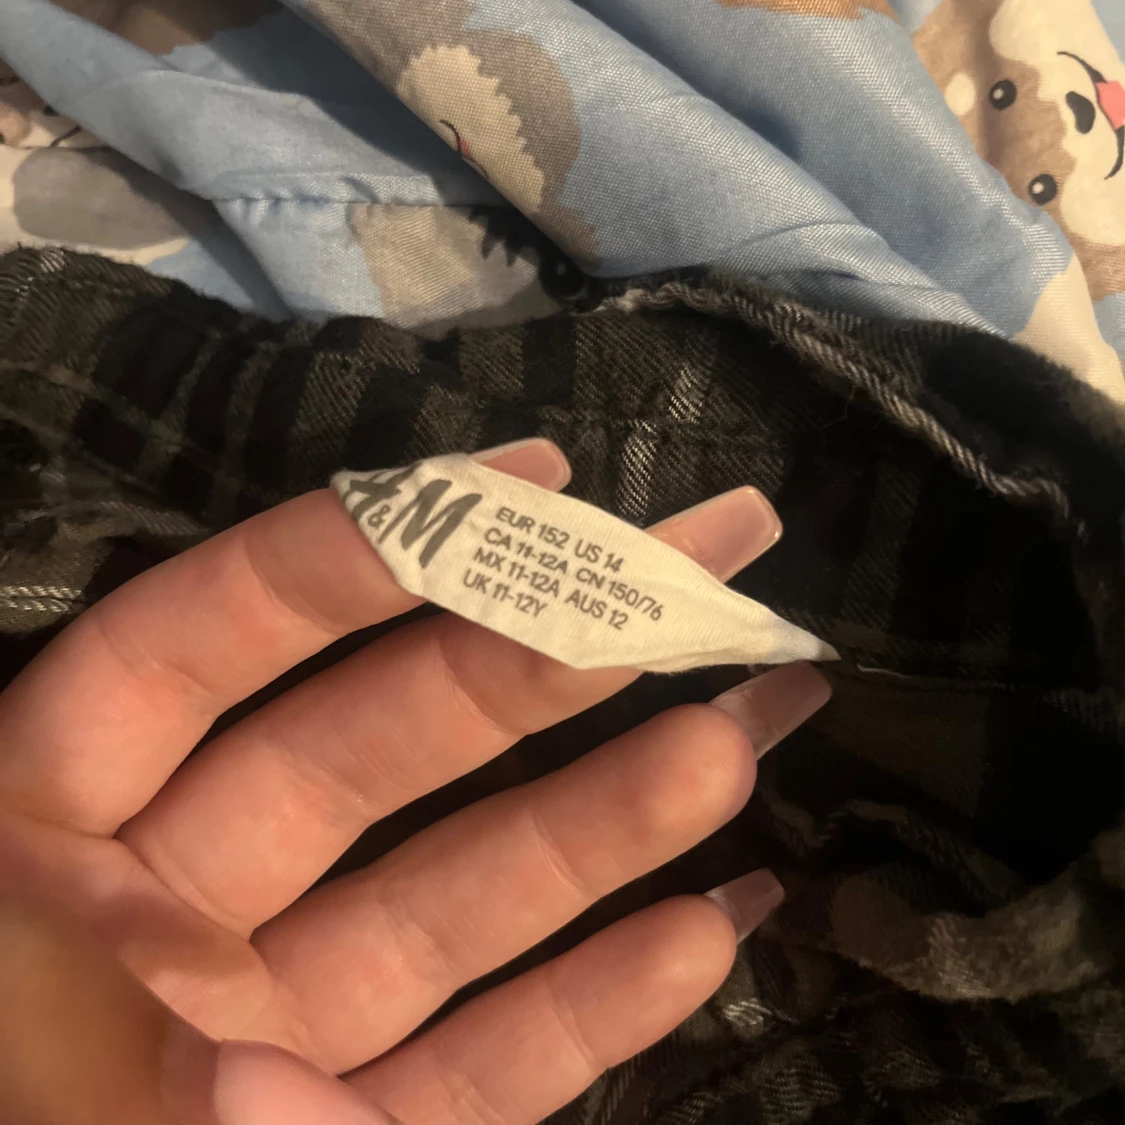 H&M
EUR 152 US 14
CA 11-12A CN 150/76
MX 11-12A AUS 12
UK 11-12Y